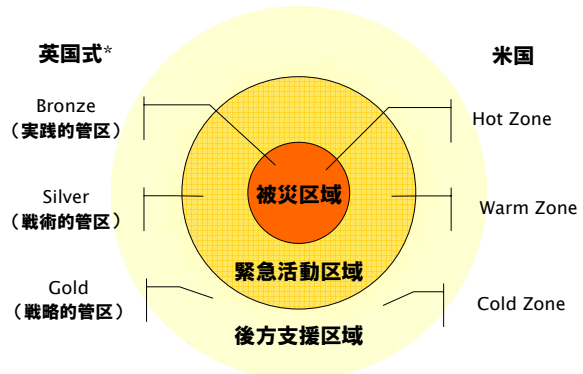 英国式*
米国
Bronze
（実践的管区）
Hot Zone
Silver
（戦術的管区）
被災区域
Warm Zone
緊急活動区域
Gold
（戦略的管区）
Cold Zone
後方支援区域